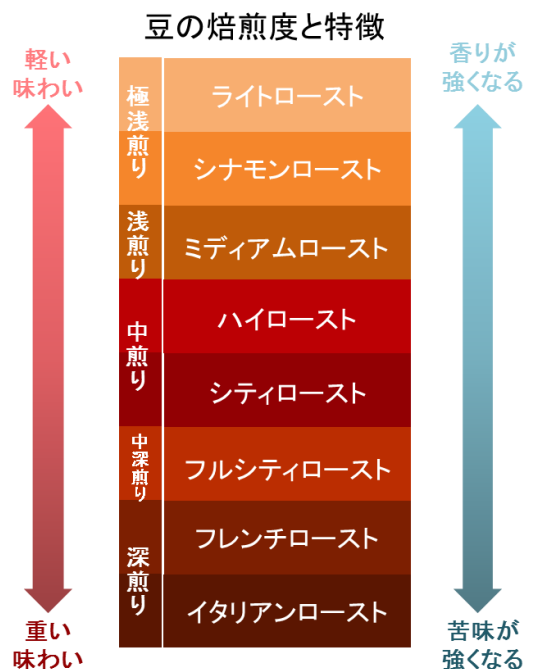 豆の焙煎度と特徴
軽い
味わい
香りが
強くなる
極浅煎り
ライトロースト
シナモンロースト
浅煎り
ミディアムロースト
中煎り
ハイロースト
シティロースト
中深煎り
フルシティロースト
深煎り
フレンチロースト
イタリアンロースト
重い
味わい
苦味が
強くなる